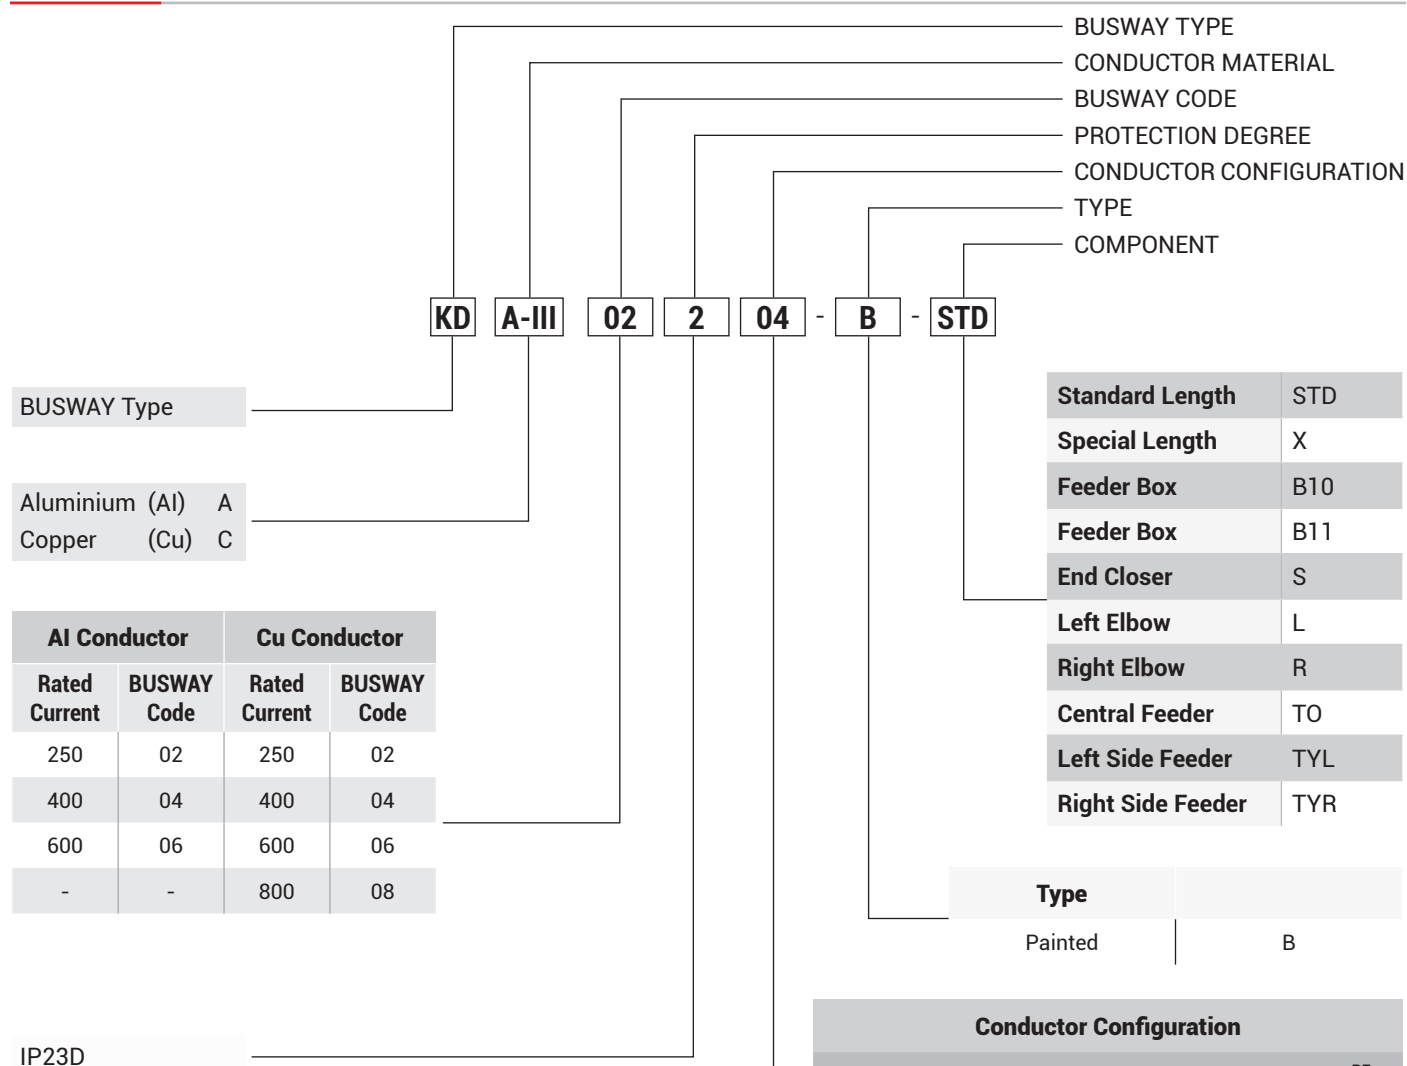 BUSWAY TYPE
CONDUCTOR MATERIAL
BUSWAY CODE
PROTECTION DEGREE
CONDUCTOR CONFIGURATION
TYPE
COMPONENT
KD A-III 02 2 04 - B - STD
BUSWAY Type
Aluminium (Al) A
Copper (Cu) C
Al Conductor Cu Conductor
Rated Current BUSWAY Code Rated Current BUSWAY Code
250 02 250 02
400 04 400 04
600 06 600 06
- - 800 08
Standard Length STD
Special Length X
Feeder Box B10
Feeder Box B11
End Closer S
Left Elbow L
Right Elbow R
Central Feeder TO
Left Side Feeder TYL
Right Side Feeder TYR
Type
Painted B
Conductor Configuration
IP23D